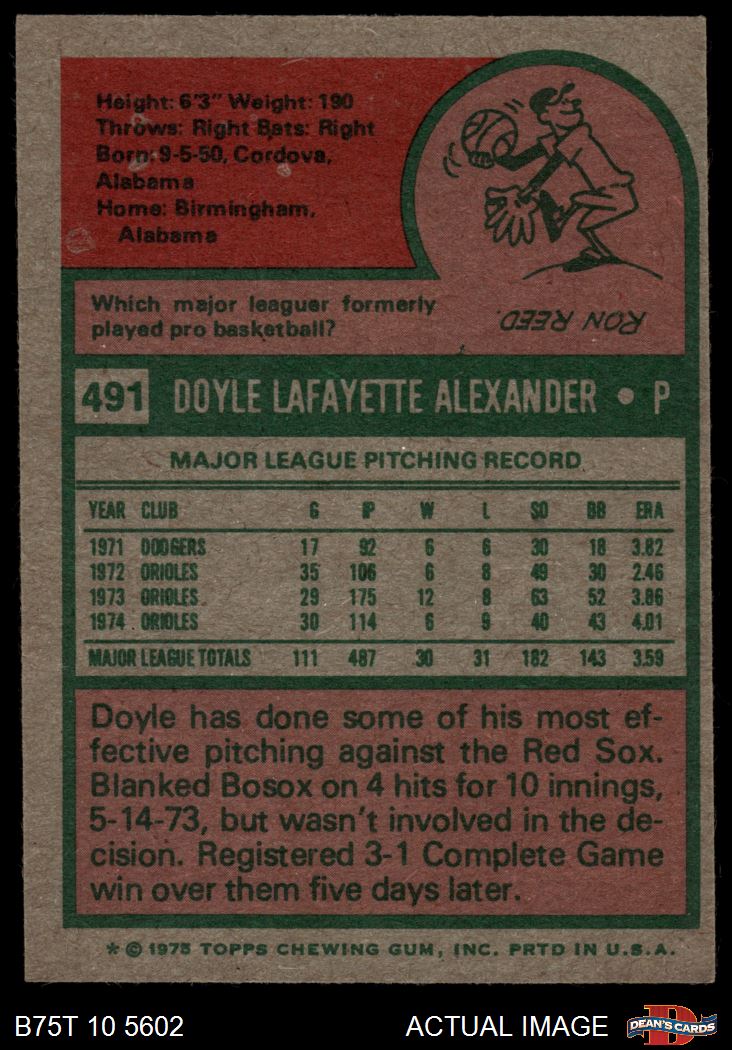 Height: 6'3" Weight: 190
Throws: Right Bats: Right
Born: 9-5-50, Cordova,
Alabama
Home: Birmingham,
Alabama
Which major leaguer formerly
played pro basketball?
RON REED.
491 DOYLE LAFAYETTE ALEXANDER • P
MAJOR LEAGUE PITCHING RECORD
YEAR CLUB G IP W L SO BB ERA
1971 DODGERS 17 92 6 6 30 18 3.82
1972 ORIOLES 35 106 6 8 49 30 2.46
1973 ORIOLES 29 175 12 8 63 52 3.86
1974 ORIOLES 30 114 6 9 40 43 4.01
MAJOR LEAGUE TOTALS 111 487 30 31 182 143 3.59
Doyle has done some of his most ef-
fective pitching against the Red Sox.
Blanked Bosox on 4 hits for 10 innings,
5-14-73, but wasn't involved in the de-
cision. Registered 3-1 Complete Game
win over them five days later.
* © 1975 TOPPS CHEWING GUM, INC. PRTD IN U.S.A.
B75T 10 5602 ACTUAL IMAGE DEAN'S CARDS